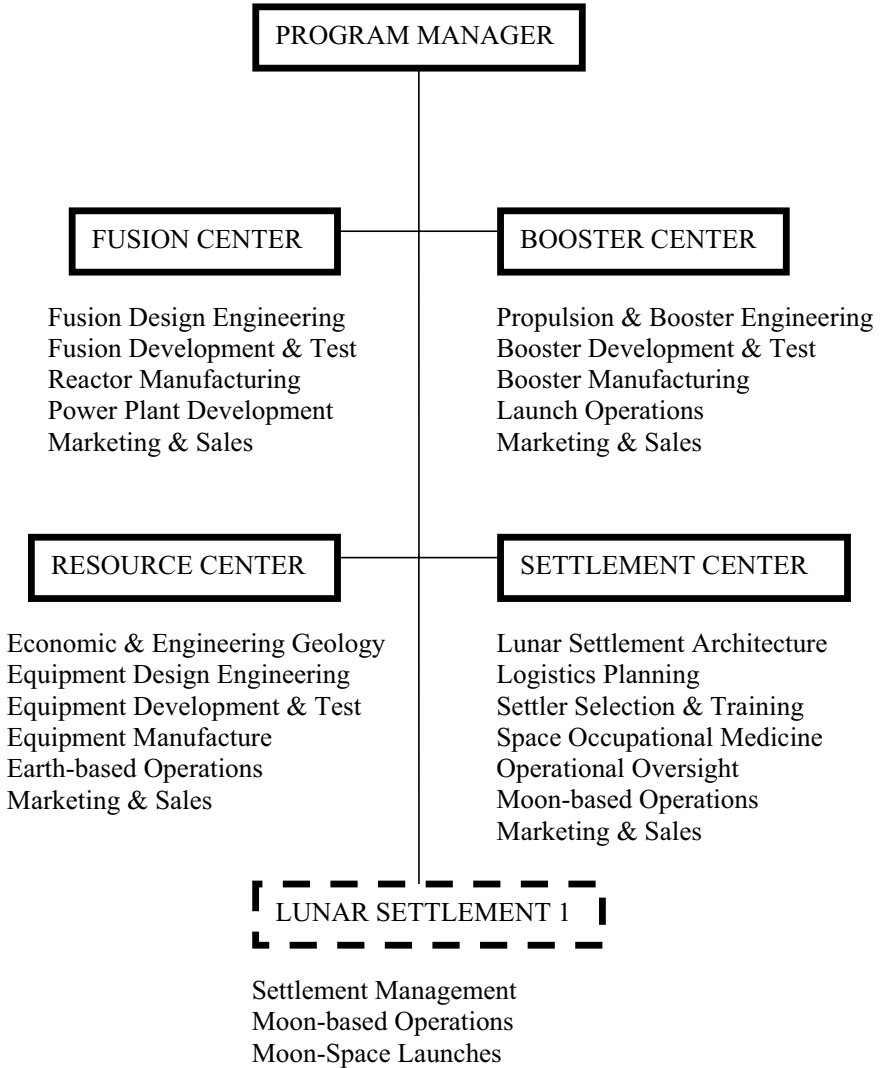 PROGRAM MANAGER
FUSION CENTER
Fusion Design Engineering
Fusion Development & Test
Reactor Manufacturing
Power Plant Development
Marketing & Sales
BOOSTER CENTER
Propulsion & Booster Engineering
Booster Development & Test
Booster Manufacturing
Launch Operations
Marketing & Sales
RESOURCE CENTER
Economic & Engineering Geology
Equipment Design Engineering
Equipment Development & Test
Equipment Manufacture
Earth-based Operations
Marketing & Sales
SETTLEMENT CENTER
Lunar Settlement Architecture
Logistics Planning
Settler Selection & Training
Space Occupational Medicine
Operational Oversight
Moon-based Operations
Marketing & Sales
LUNAR SETTLEMENT 1
Settlement Management
Moon-based Operations
Moon-Space Launches